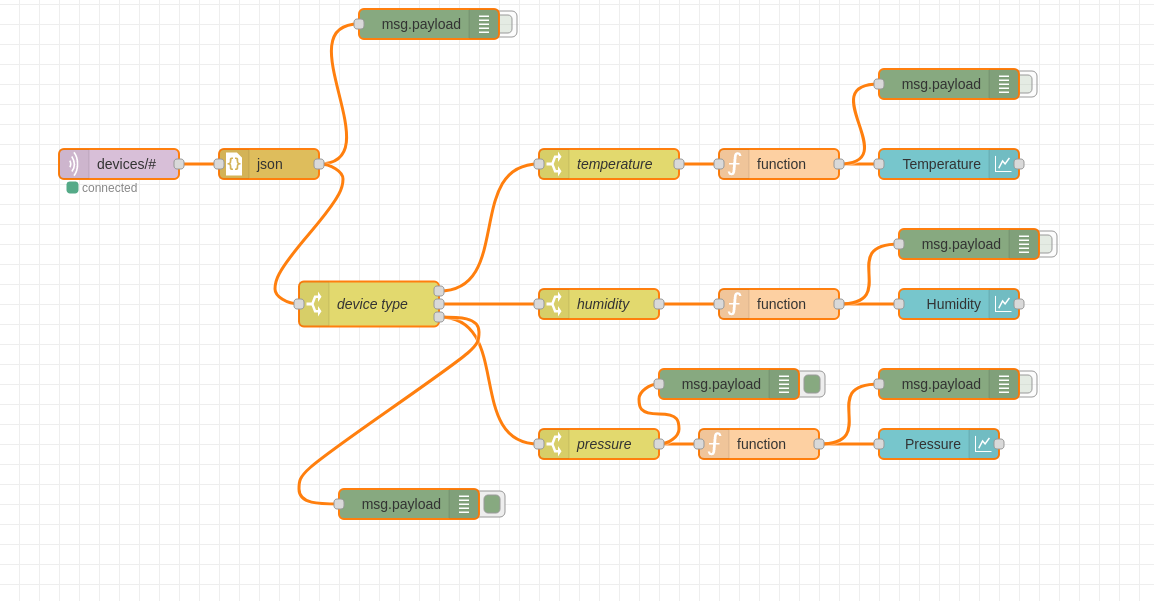 msg.payload
msg.payload
devices/#
json
temperature
function
Temperature
connected
msg.payload
device type
humidity
function
Humidity
msg.payload
msg.payload
pressure
function
Pressure
msg.payload